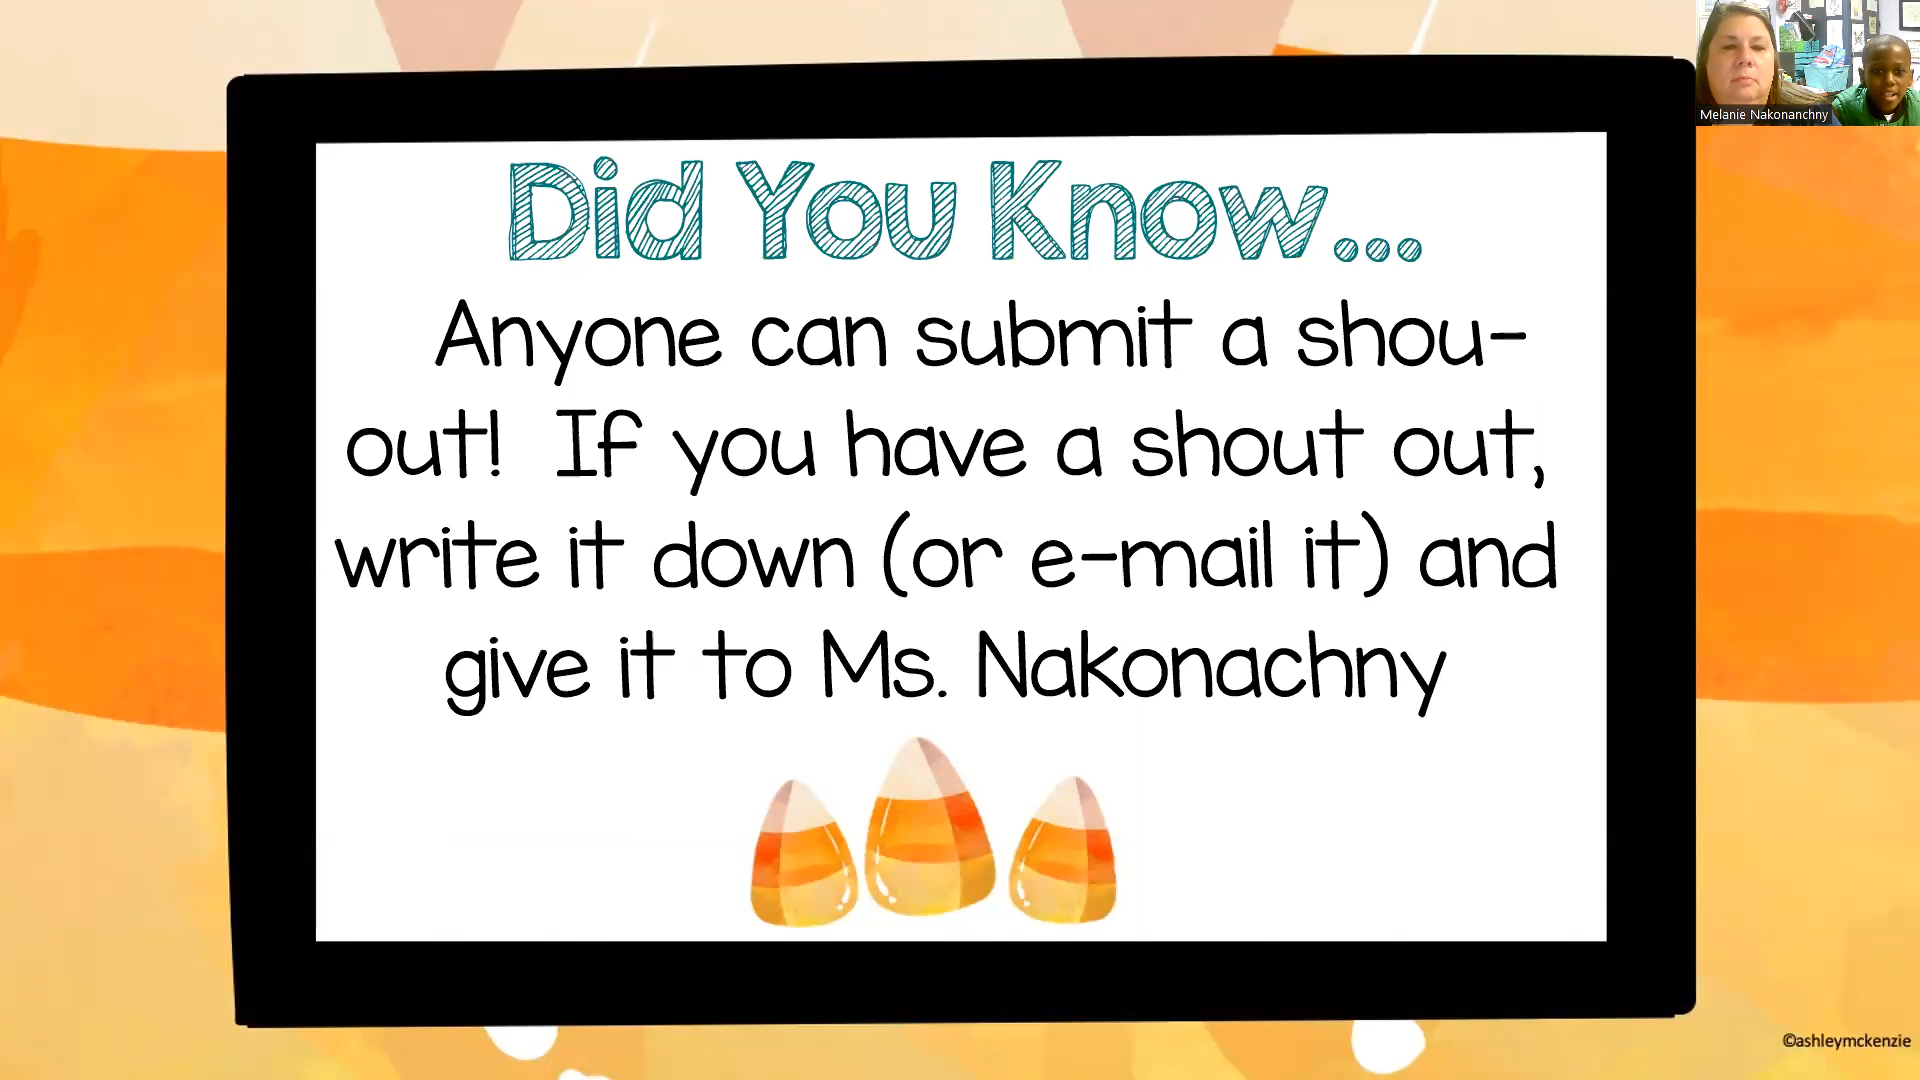 Melanie Nakonanchny
Did You Know...
Anyone can submit a shou-
out!  If you have a shout out,
write it down (or e-mail it) and
give it to Ms. Nakonachny
©ashleymckenzie